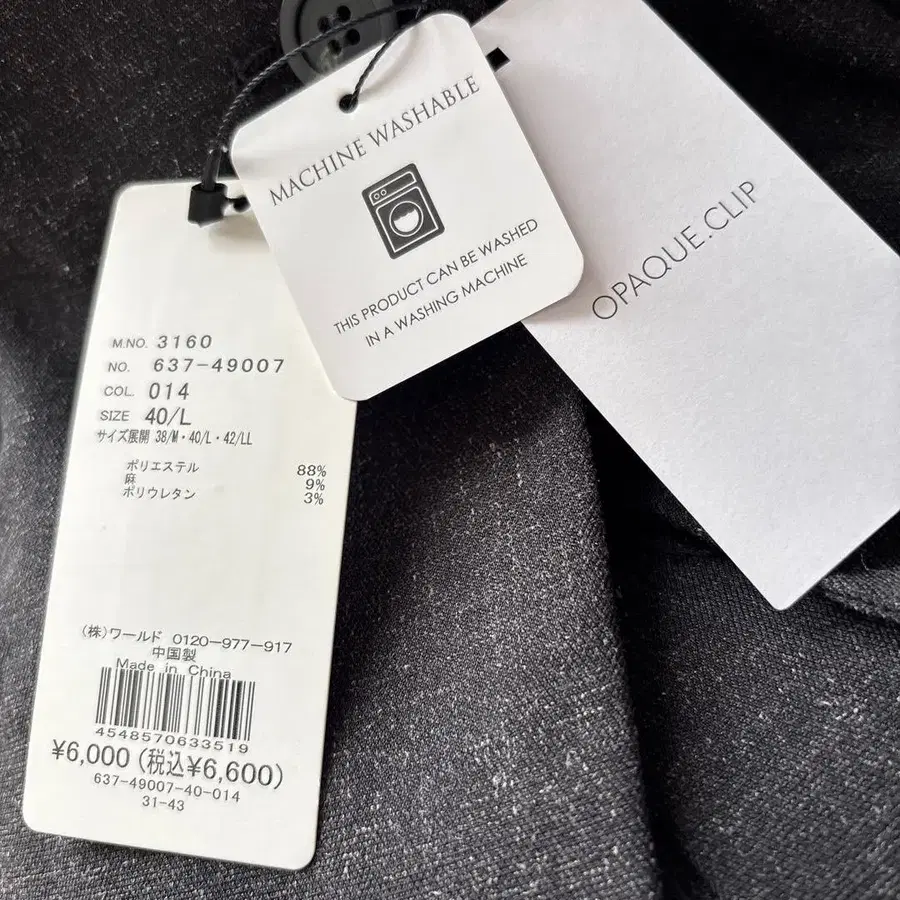 MACHINE WASHABLE
THIS PRODUCT CAN BE WASHED
IN A WASHING MACHINE
OPAQUE.CLIP
M.NO. 3160
NO. 637-49007
COL. 014
SIZE 40/L
サイズ展開 38/M・40/L・42/LL
ポリエステル 88%
麻 9%
ポリウレタン 3%
(株)ワールド 0120-977-917
中国製
Made in China
4548570633519
¥6,000(税込¥6,600)
637-49007-40-014
31-43